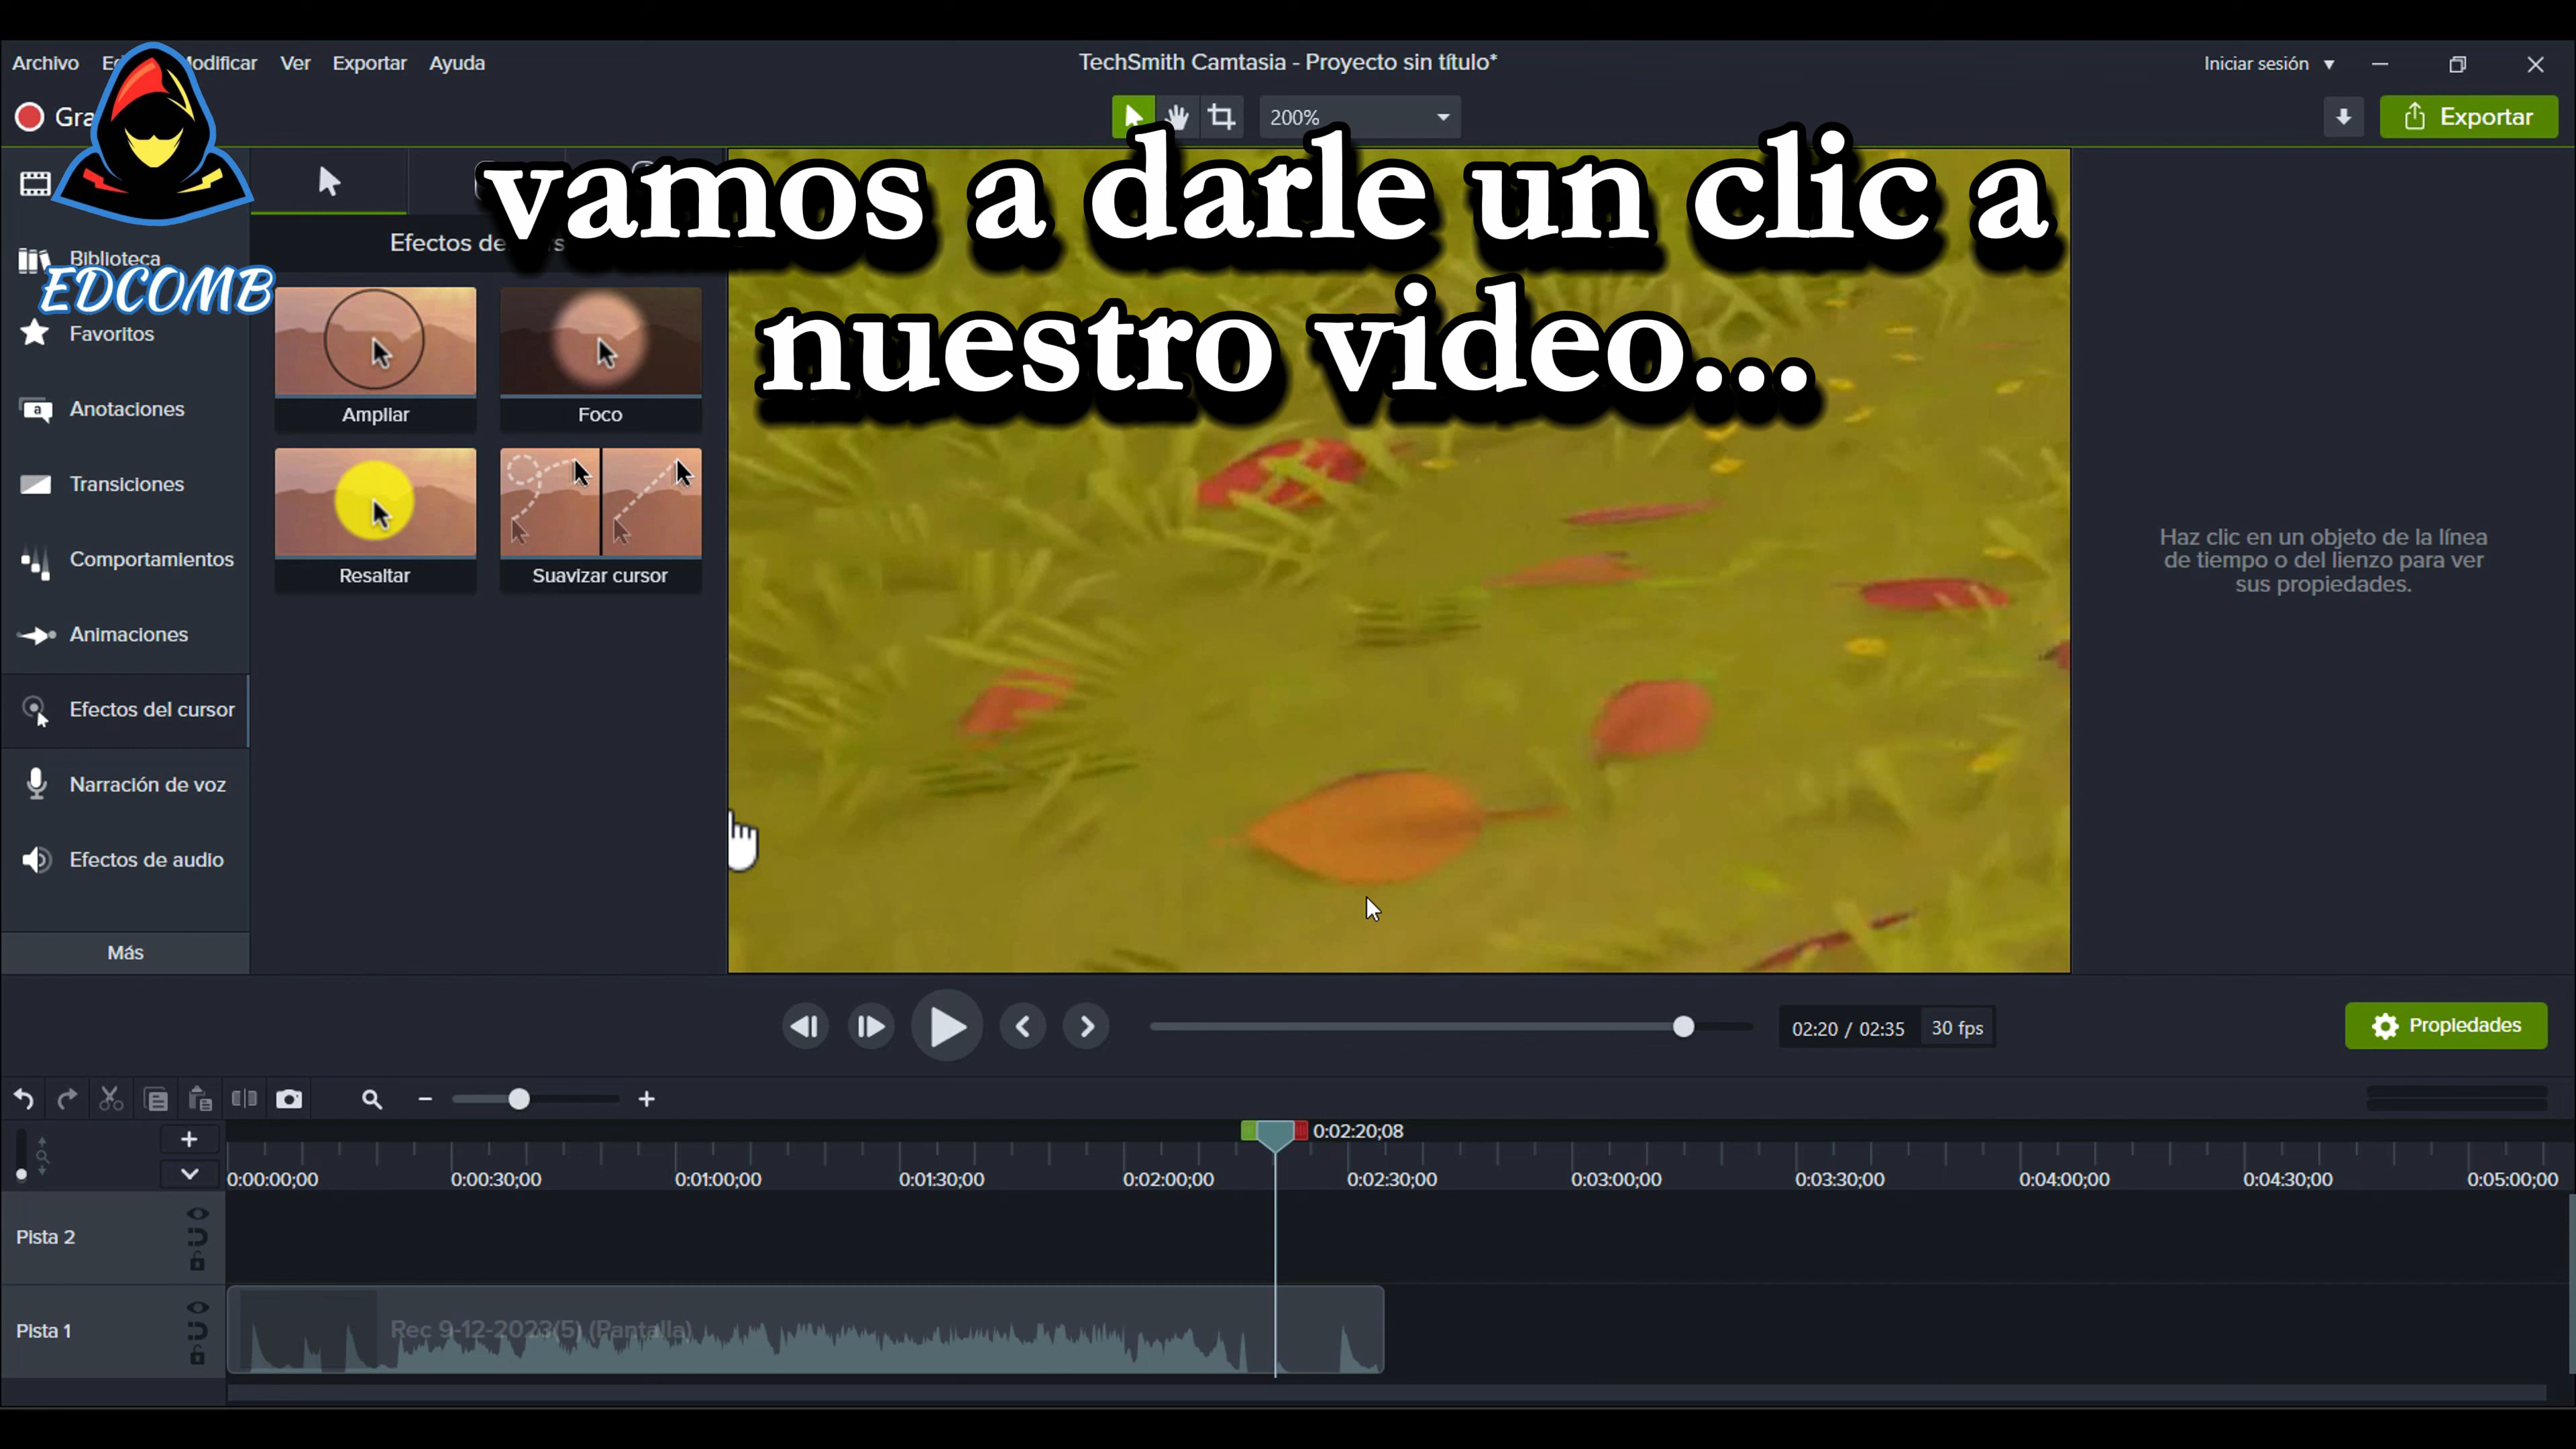 Archivo Modificar Ver Exportar Ayuda
TechSmith Camtasia - Proyecto sin título*
Iniciar sesión
200%
Exportar
vamos a darle un clic a
nuestro video...
EDCOMB
Biblioteca
Favoritos
Anotaciones
Transiciones
Comportamientos
Animaciones
Efectos del cursor
Narración de voz
Efectos de audio
Más
Ampliar
Foco
Resaltar
Suavizar cursor
Haz clic en un objeto de la línea
de tiempo o del lienzo para ver
sus propiedades.
02:20 / 02:35 30 fps
Propiedades
0:02:20;08
0:00:00;00 0:00:30;00 0:01:00;00 0:01:30;00 0:02:00;00 0:02:30;00 0:03:00;00 0:03:30;00 0:04:00;00 0:04:30;00 0:05:00;00
Pista 2
Pista 1
Rec 9-12-2023(5) (Pantalla)